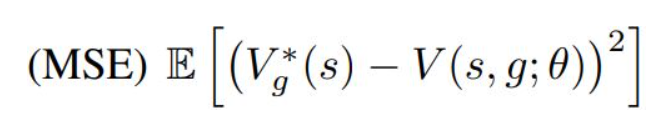 (MSE) 𝔼 [(V*_g(s) − V(s, g; θ))²]